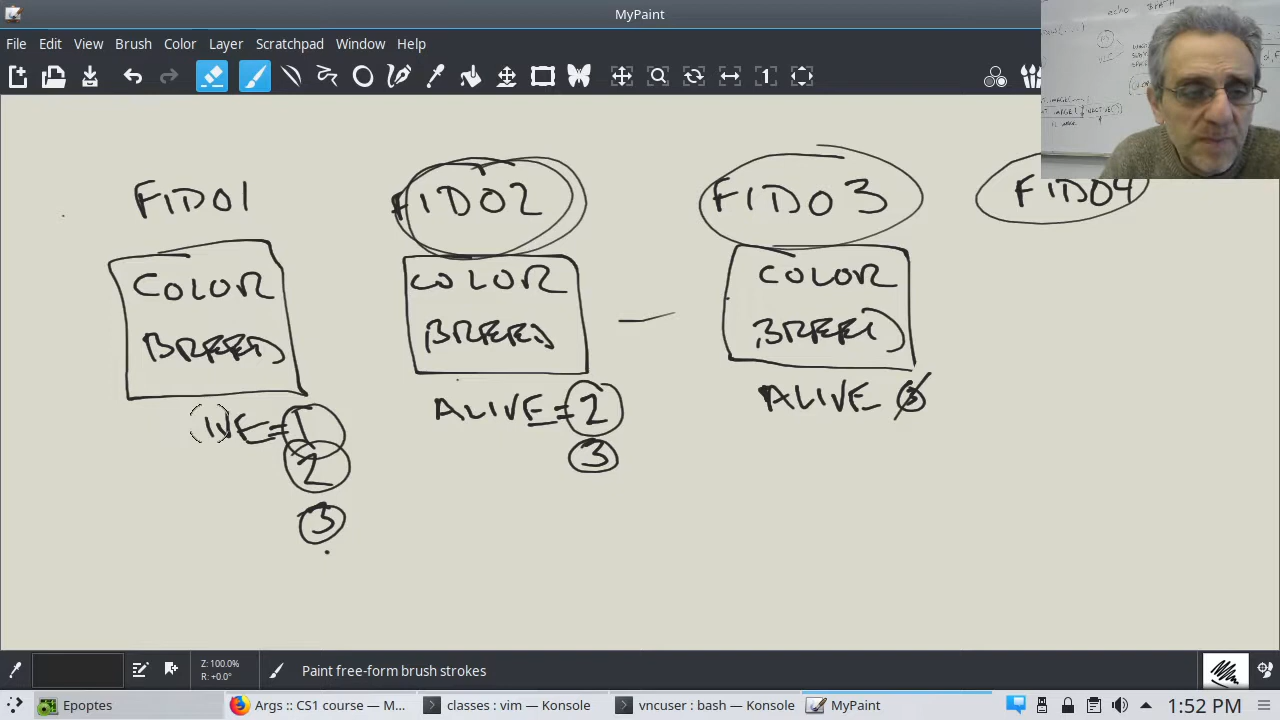 MyPaint
File Edit View Brush Color Layer Scratchpad Window Help
FIDO1 FIDO2 FIDO3 FIDO4
COLOR COLOR COLOR
BREED BREED BREED
IVE=1 ALIVE=2 ALIVE 3
2 3
3
Z: 100.0%
R: +0.0°
Paint free-form brush strokes
Epoptes
Args :: CS1 course — M...
classes : vim — Konsole
vncuser : bash — Konsole
MyPaint
1:52 PM